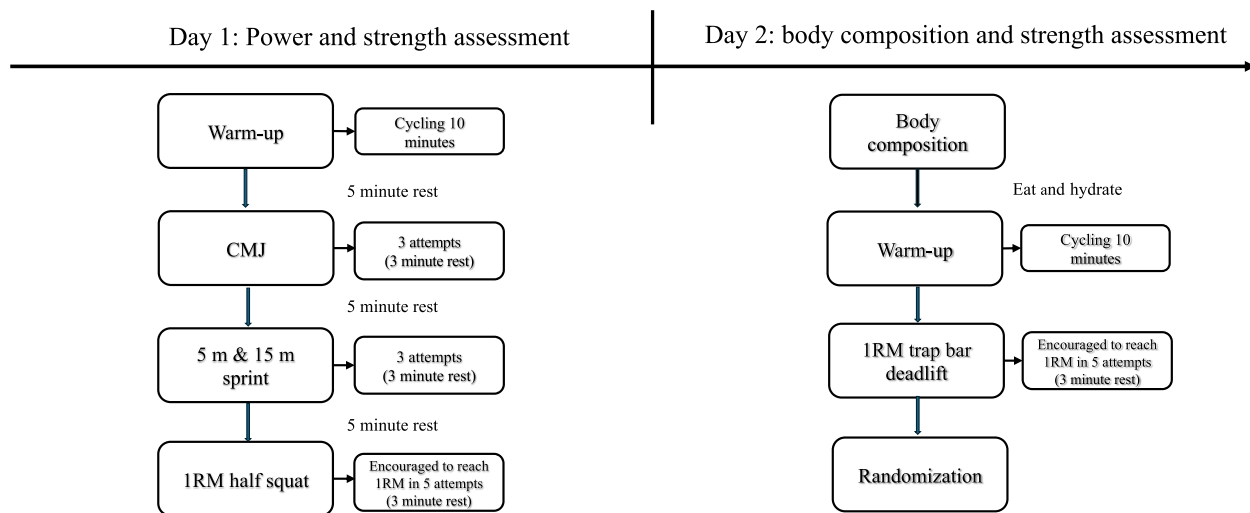 Day 1: Power and strength assessment
Warm-up
Cycling 10
minutes
5 minute rest
CMJ
3 attempts
(3 minute rest)
5 minute rest
5 m & 15 m
sprint
3 attempts
(3 minute rest)
5 minute rest
1RM half squat
Encouraged to reach
1RM in 5 attempts
(3 minute rest)
Day 2: body composition and strength assessment
Body
composition
Eat and hydrate
Warm-up
Cycling 10
minutes
1RM trap bar
deadlift
Encouraged to reach
1RM in 5 attempts
(3 minute rest)
Randomization